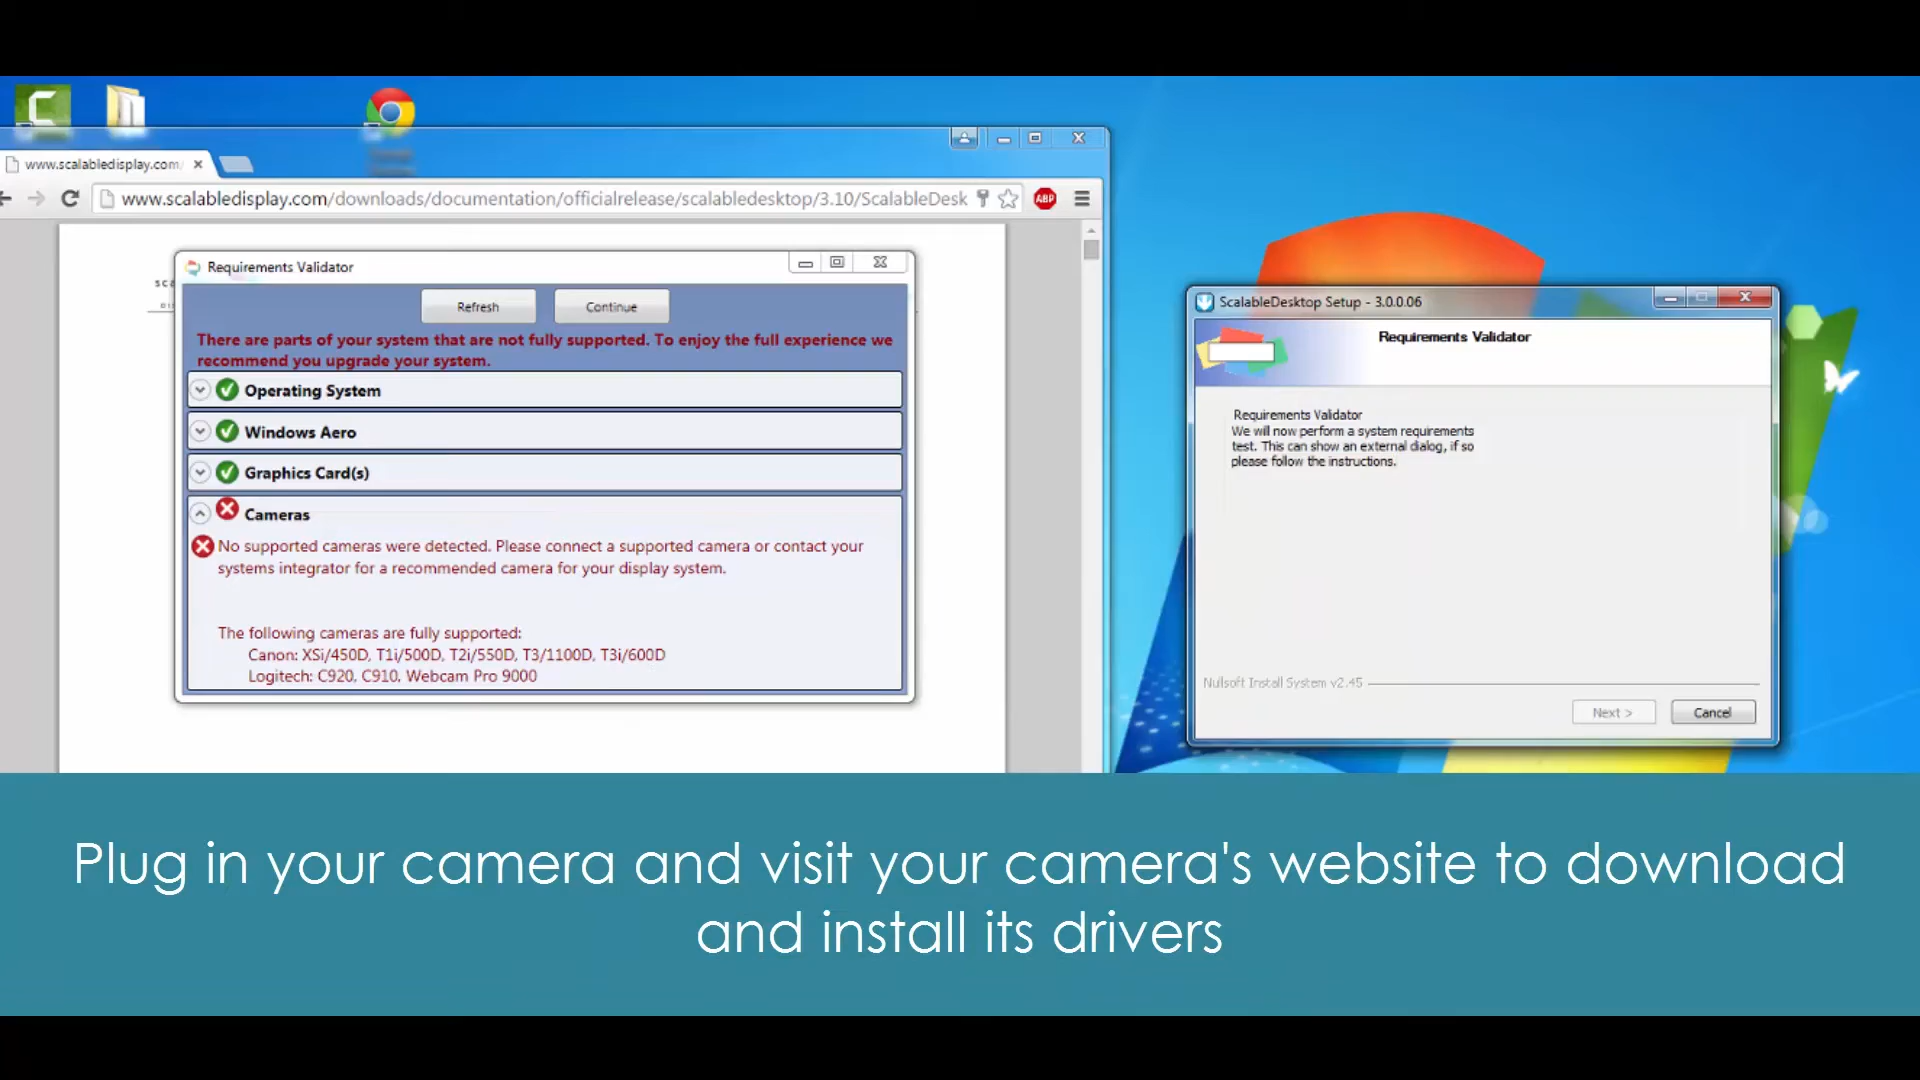 www.scalabledisplay.com/
www.scalabledisplay.com/downloads/documentation/officialrelease/scalabledesktop/3.10/ScalableDesk
ABP
sca
Requirements Validator
Refresh
Continue
There are parts of your system that are not fully supported. To enjoy the full experience we
recommend you upgrade your system.
Operating System
Windows Aero
Graphics Card(s)
Cameras
No supported cameras were detected. Please connect a supported camera or contact your
systems integrator for a recommended camera for your display system.
The following cameras are fully supported:
Canon: XSi/450D, T1i/500D, T2i/550D, T3/1100D, T3i/600D
Logitech: C920, C910, Webcam Pro 9000
ScalableDesktop Setup - 3.0.0.06
Requirements Validator
Requirements Validator
We will now perform a system requirements
test. This can show an external dialog, if so
please follow the instructions.
Nullsoft Install System v2.45
Next >
Cancel
Plug in your camera and visit your camera's website to download
and install its drivers